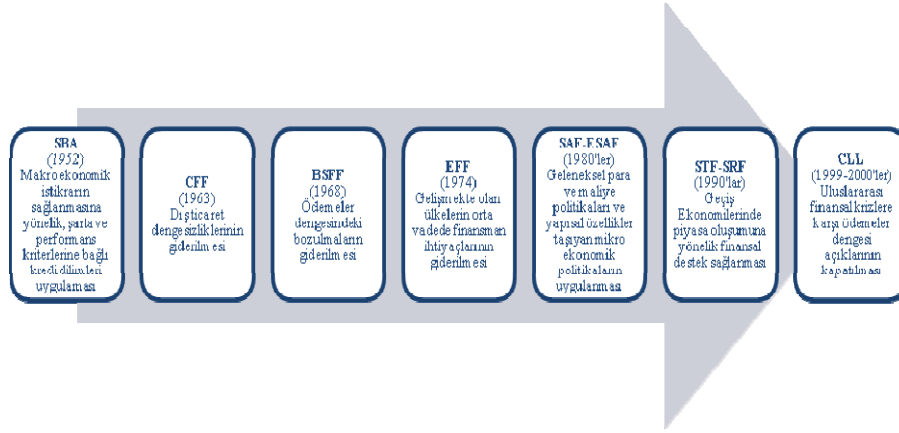 SBA
(1952)
Makroekonomik
istikrarın
sağlanmasına
yönelik, şarta ve
performans
kriterlerine bağlı
kredi dilimleri
uygulaması
CFF
(1963)
Dış ticaret
dengesizliklerinin
giderilmesi
BSFF
(1968)
Ödemeler
dengesindeki
bozulmaların
giderilmesi
EFF
(1974)
Gelişmekte olan
ülkelerin orta
vadede finansman
ihtiyaçlarının
giderilmesi
SAF-ESAF
(1980'ler)
Geleneksel para
ve maliye
politikaları ve
yapısal özellikler
taşıyan mikro
ekonomik
politikaların
uygulanması
STF-SRF
(1990'lar)
Geçiş
Ekonomilerinde
piyasa oluşumuna
yönelik finansal
destek sağlanması
CLL
(1999-2000'ler)
Uluslararası
finansal krizlere
karşı ödemeler
dengesi
açıklarının
kapatılması